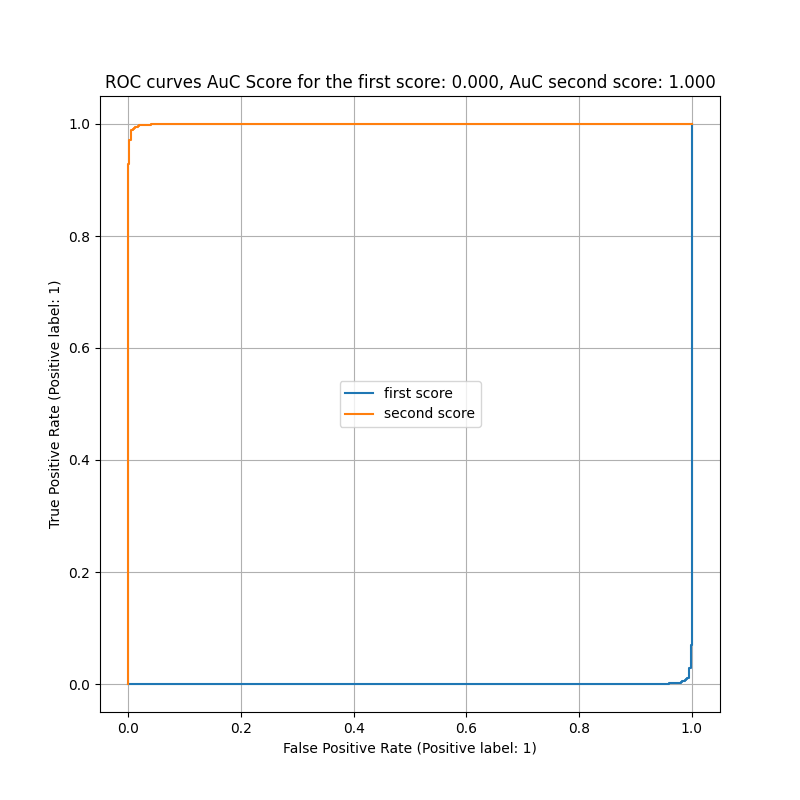 ROC curves AuC Score for the first score: 0.000, AuC second score: 1.000
1.0
0.8
0.6
0.4
0.2
0.0
True Positive Rate (Positive label: 1)
first score
second score
0.0 0.2 0.4 0.6 0.8 1.0
False Positive Rate (Positive label: 1)